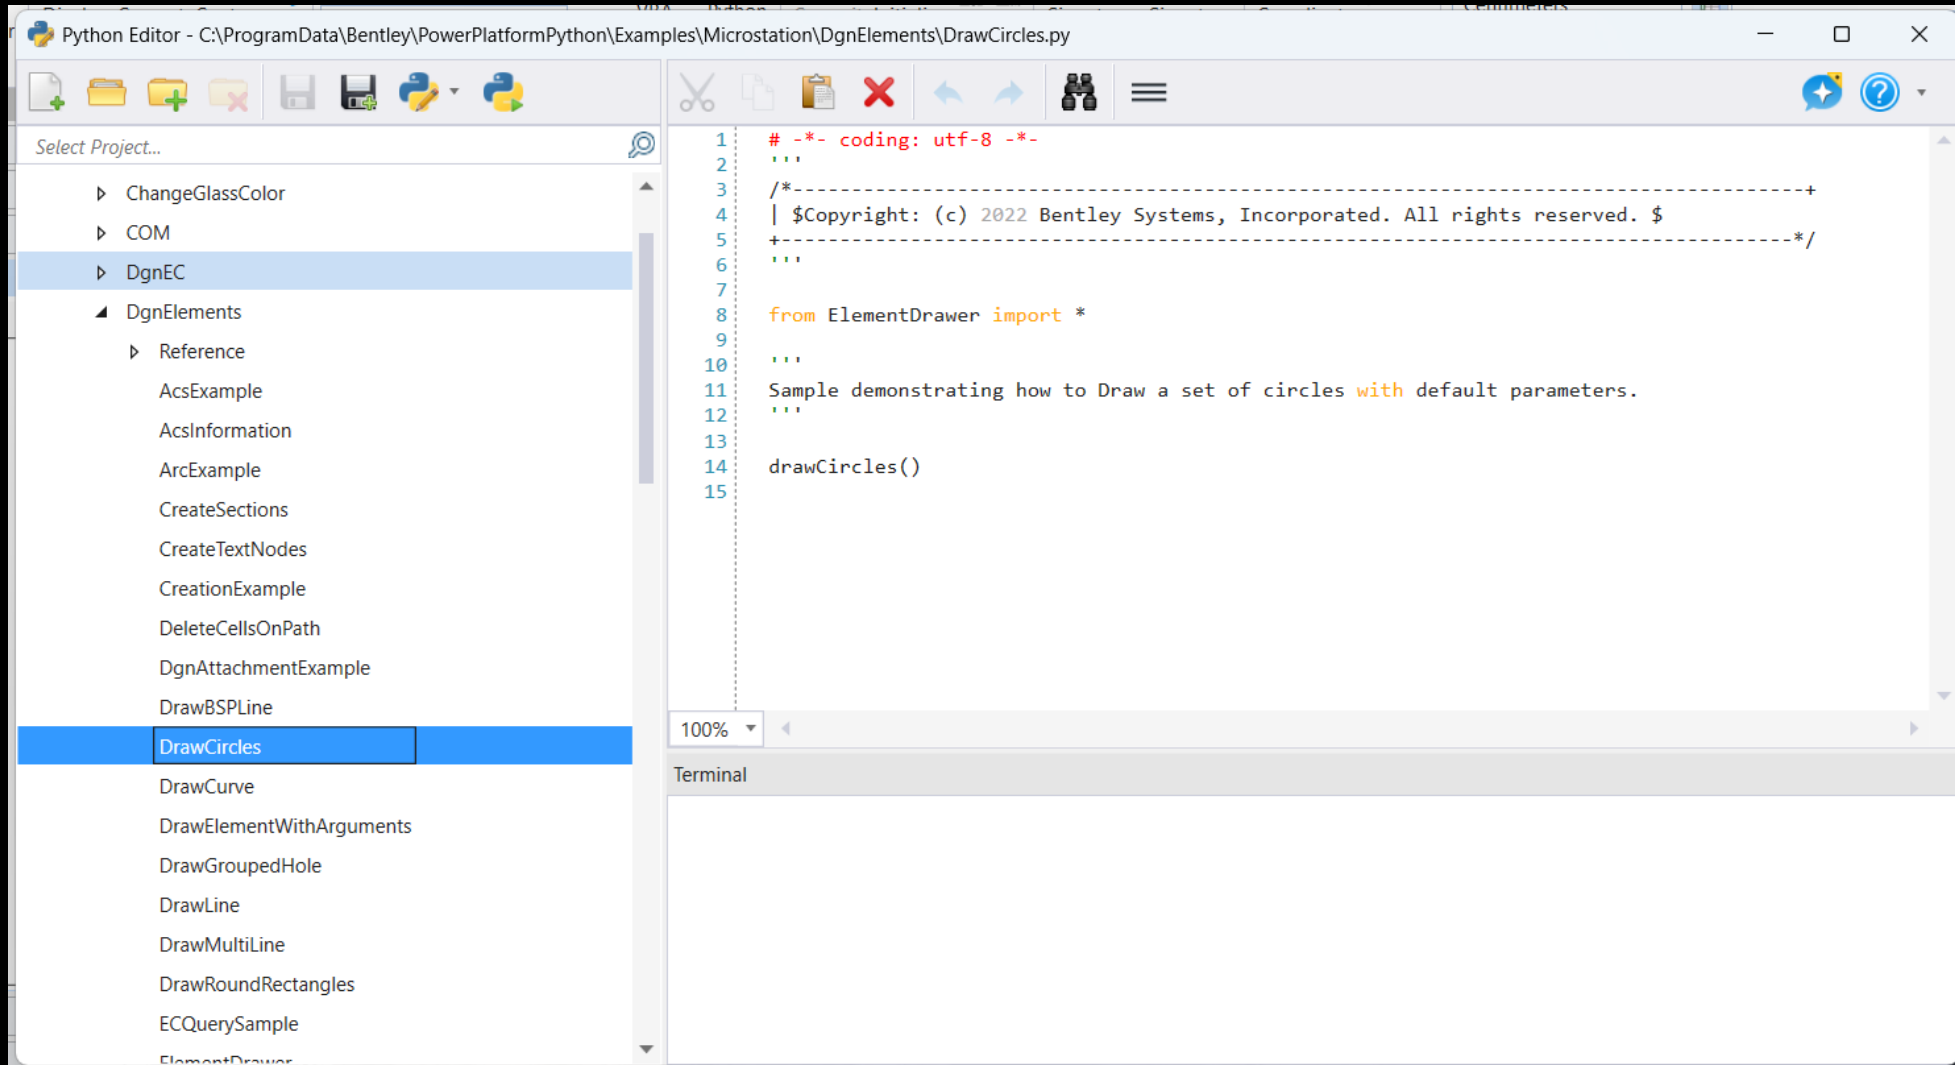 Python Editor - C:\ProgramData\Bentley\PowerPlatformPython\Examples\Microstation\DgnElements\DrawCircles.py
Select Project...
ChangeGlassColor
COM
DgnEC
DgnElements
Reference
AcsExample
AcsInformation
ArcExample
CreateSections
CreateTextNodes
CreationExample
DeleteCellsOnPath
DgnAttachmentExample
DrawBSPLine
DrawCircles
DrawCurve
DrawElementWithArguments
DrawGroupedHole
DrawLine
DrawMultiLine
DrawRoundRectangles
ECQuerySample
ElementDrawer
1 # -*- coding: utf-8 -*-
2 '''
3 /*--------------------------------------------------------------------------------------+
4 | $Copyright: (c) 2022 Bentley Systems, Incorporated. All rights reserved. $
5 +--------------------------------------------------------------------------------------*/
6 '''
7
8 from ElementDrawer import *
9
10 '''
11 Sample demonstrating how to Draw a set of circles with default parameters.
12 '''
13
14 drawCircles()
15
100%
Terminal